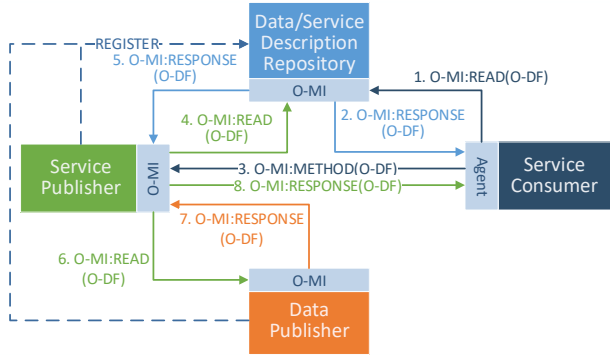 Data/Service
Description
Repository
O-MI
REGISTER
5. O-MI:RESPONSE
(O-DF)
1. O-MI:READ(O-DF)
4. O-MI:READ
(O-DF)
2. O-MI:RESPONSE
(O-DF)
Service
Publisher
O-MI
3. O-MI:METHOD(O-DF)
8. O-MI:RESPONSE(O-DF)
Agent
Service
Consumer
7. O-MI:RESPONSE
(O-DF)
6. O-MI:READ
(O-DF)
O-MI
Data
Publisher